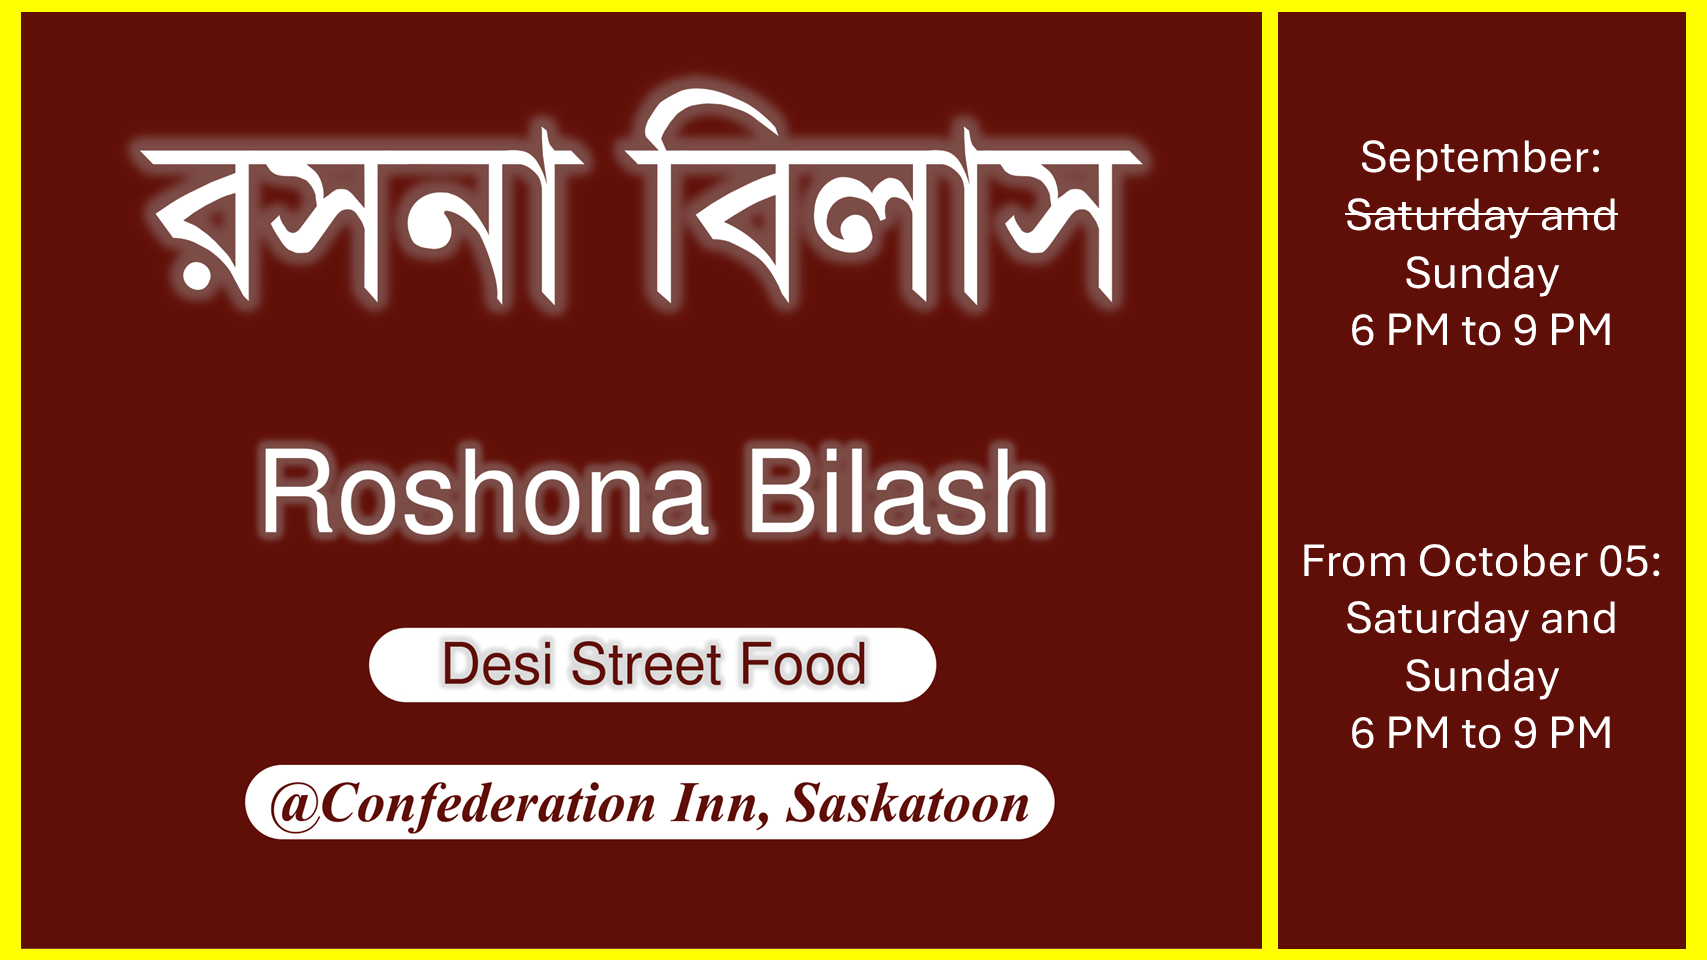 রসনা বিলাস
Roshona Bilash
Desi Street Food
@Confederation Inn, Saskatoon
September:
Saturday and
Sunday
6 PM to 9 PM
From October 05:
Saturday and
Sunday
6 PM to 9 PM